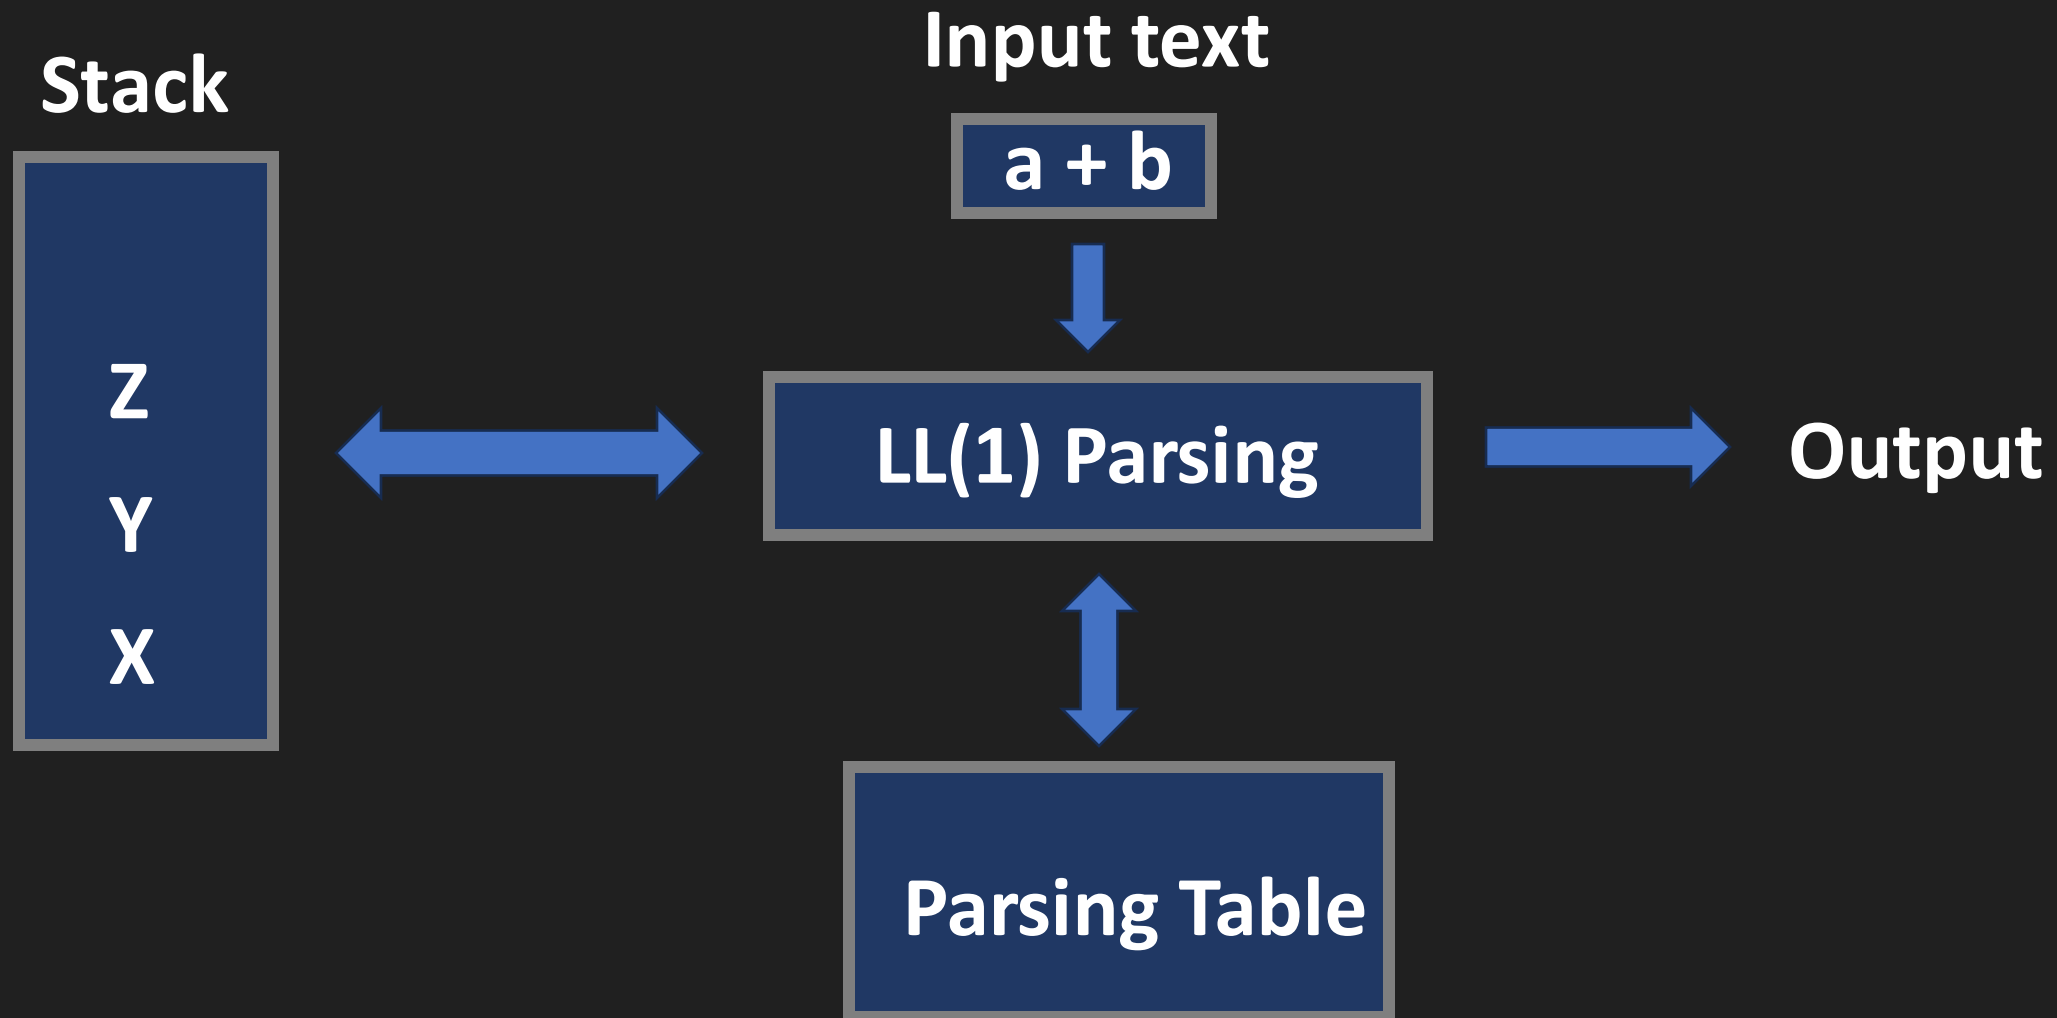 Input text
Stack
a + b
Z
LL(1) Parsing
Output
Y
X
Parsing Table